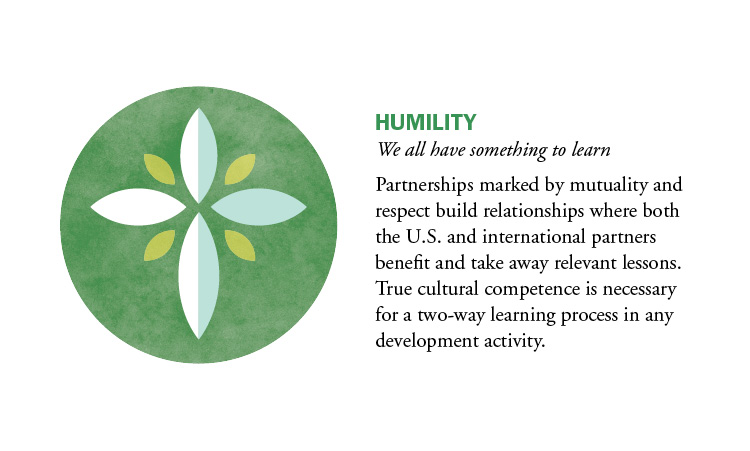 HUMILITY
We all have something to learn
Partnerships marked by mutuality and
respect build relationships where both
the U.S. and international partners
benefit and take away relevant lessons.
True cultural competence is necessary
for a two-way learning process in any
development activity.